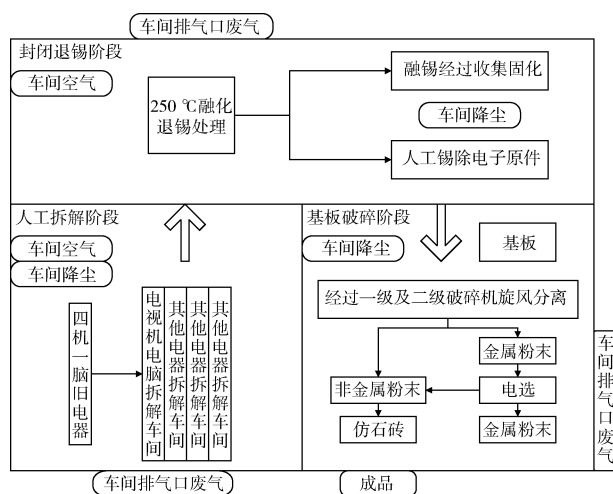 车间排气口废气
封闭退锡阶段
车间空气
250 ℃融化
退锡处理
融锡经过收集固化
车间降尘
人工锡除电子原件
人工拆解阶段
车间空气
车间降尘
四机一脑旧电器
电视机电脑拆解车间
其他电器拆解车间
其他电器拆解车间
其他电器拆解车间
基板破碎阶段
车间降尘
基板
经过一级及二级破碎机旋风分离
金属粉末
非金属粉末
电选
仿石砖
金属粉末
车间排气口废气
车间排气口废气
成品